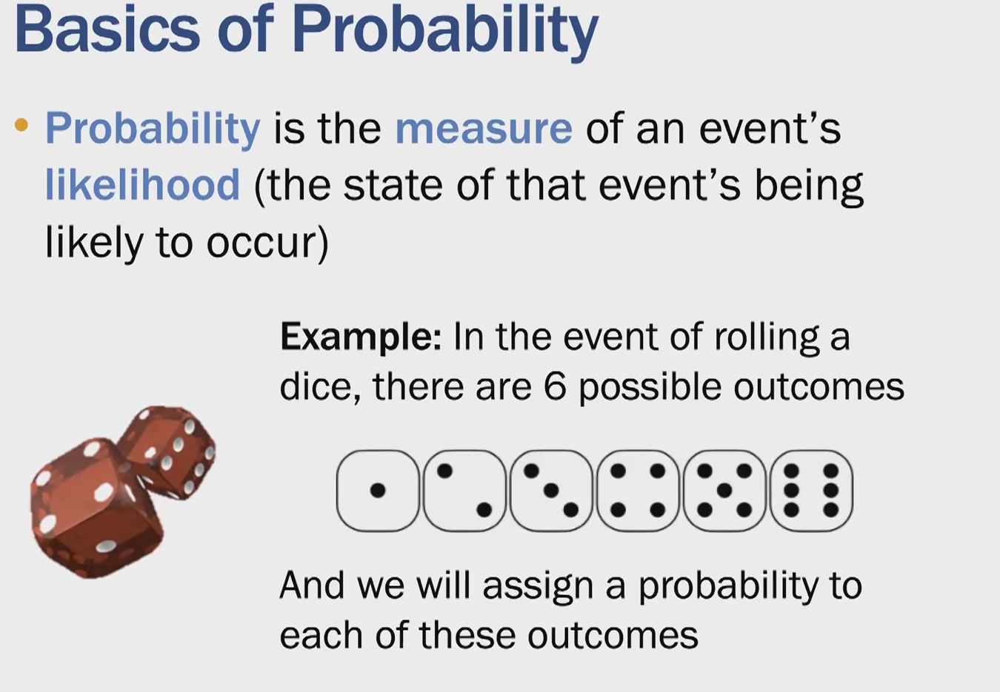 Basics of Probability
• Probability is the measure of an event’s
likelihood (the state of that event’s being
likely to occur)
Example: In the event of rolling a
dice, there are 6 possible outcomes
And we will assign a probability to
each of these outcomes